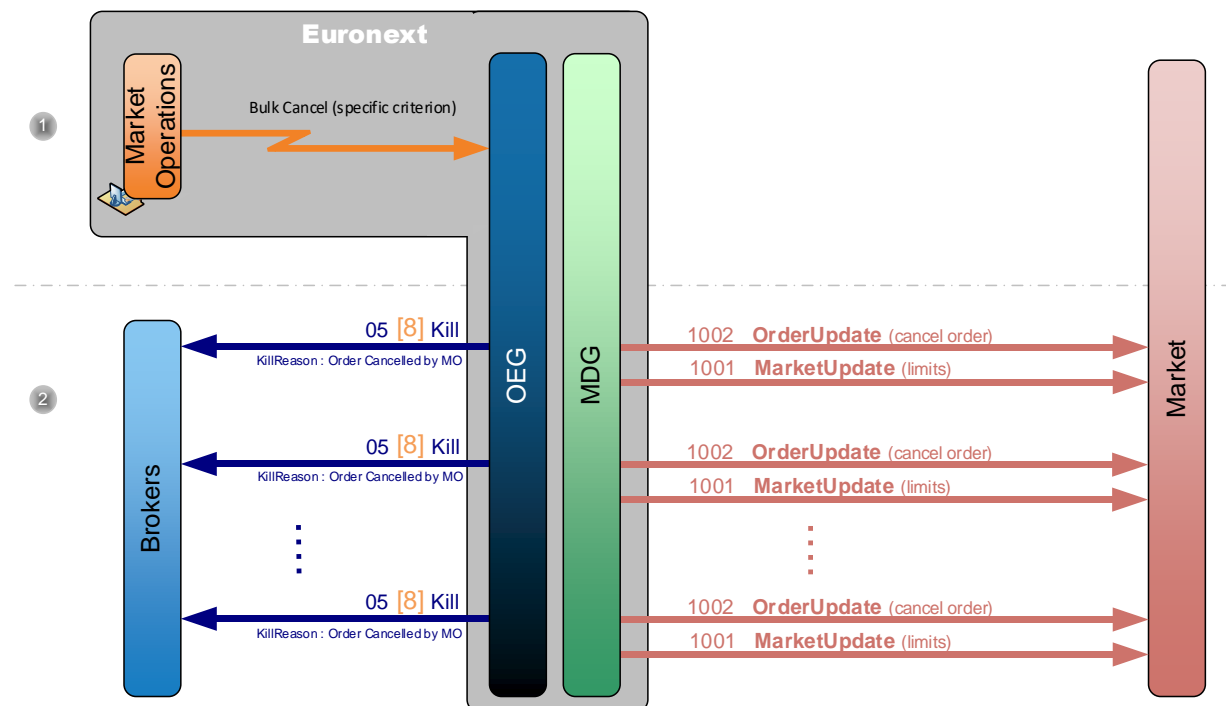 Euronext
Market
Operations
Bulk Cancel (specific criterion)
1
OEG
MDG
Market
2
Brokers
05 [8] Kill
KillReason : Order Cancelled by MO
1002 OrderUpdate (cancel order)
1001 MarketUpdate (limits)
05 [8] Kill
KillReason : Order Cancelled by MO
1002 OrderUpdate (cancel order)
1001 MarketUpdate (limits)
05 [8] Kill
KillReason : Order Cancelled by MO
1002 OrderUpdate (cancel order)
1001 MarketUpdate (limits)